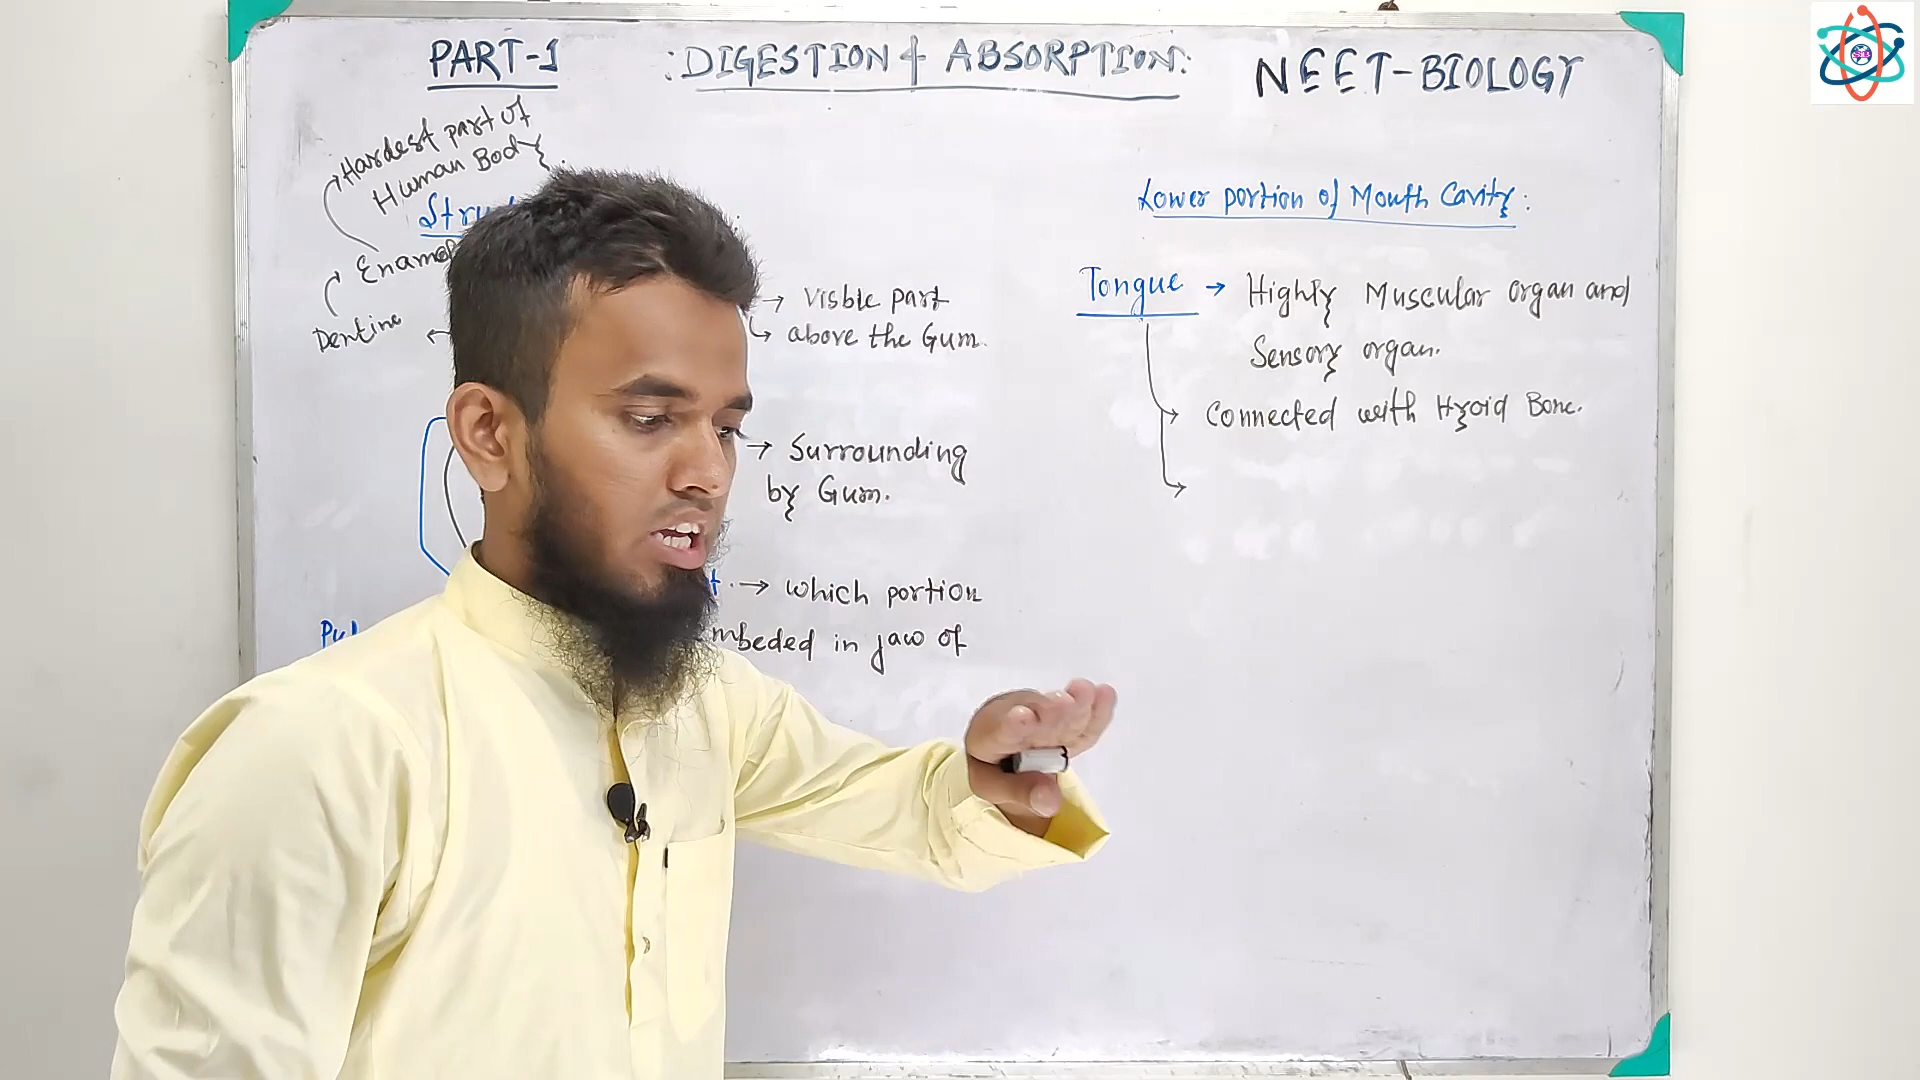 PART-1
: DIGESTION & ABSORPTION:
NEET-BIOLOGY
Hardest part of
Human Body
Enamel
Dentine
→ Visble part
above the Gum.
→ Surrounding
by Gum.
→ which portion
mbeded in jaw of
Lower portion of Mouth Cavity:
Tongue → Highly Muscular organ and
Sensory organ.
→ Connected with Hyoid Bone.